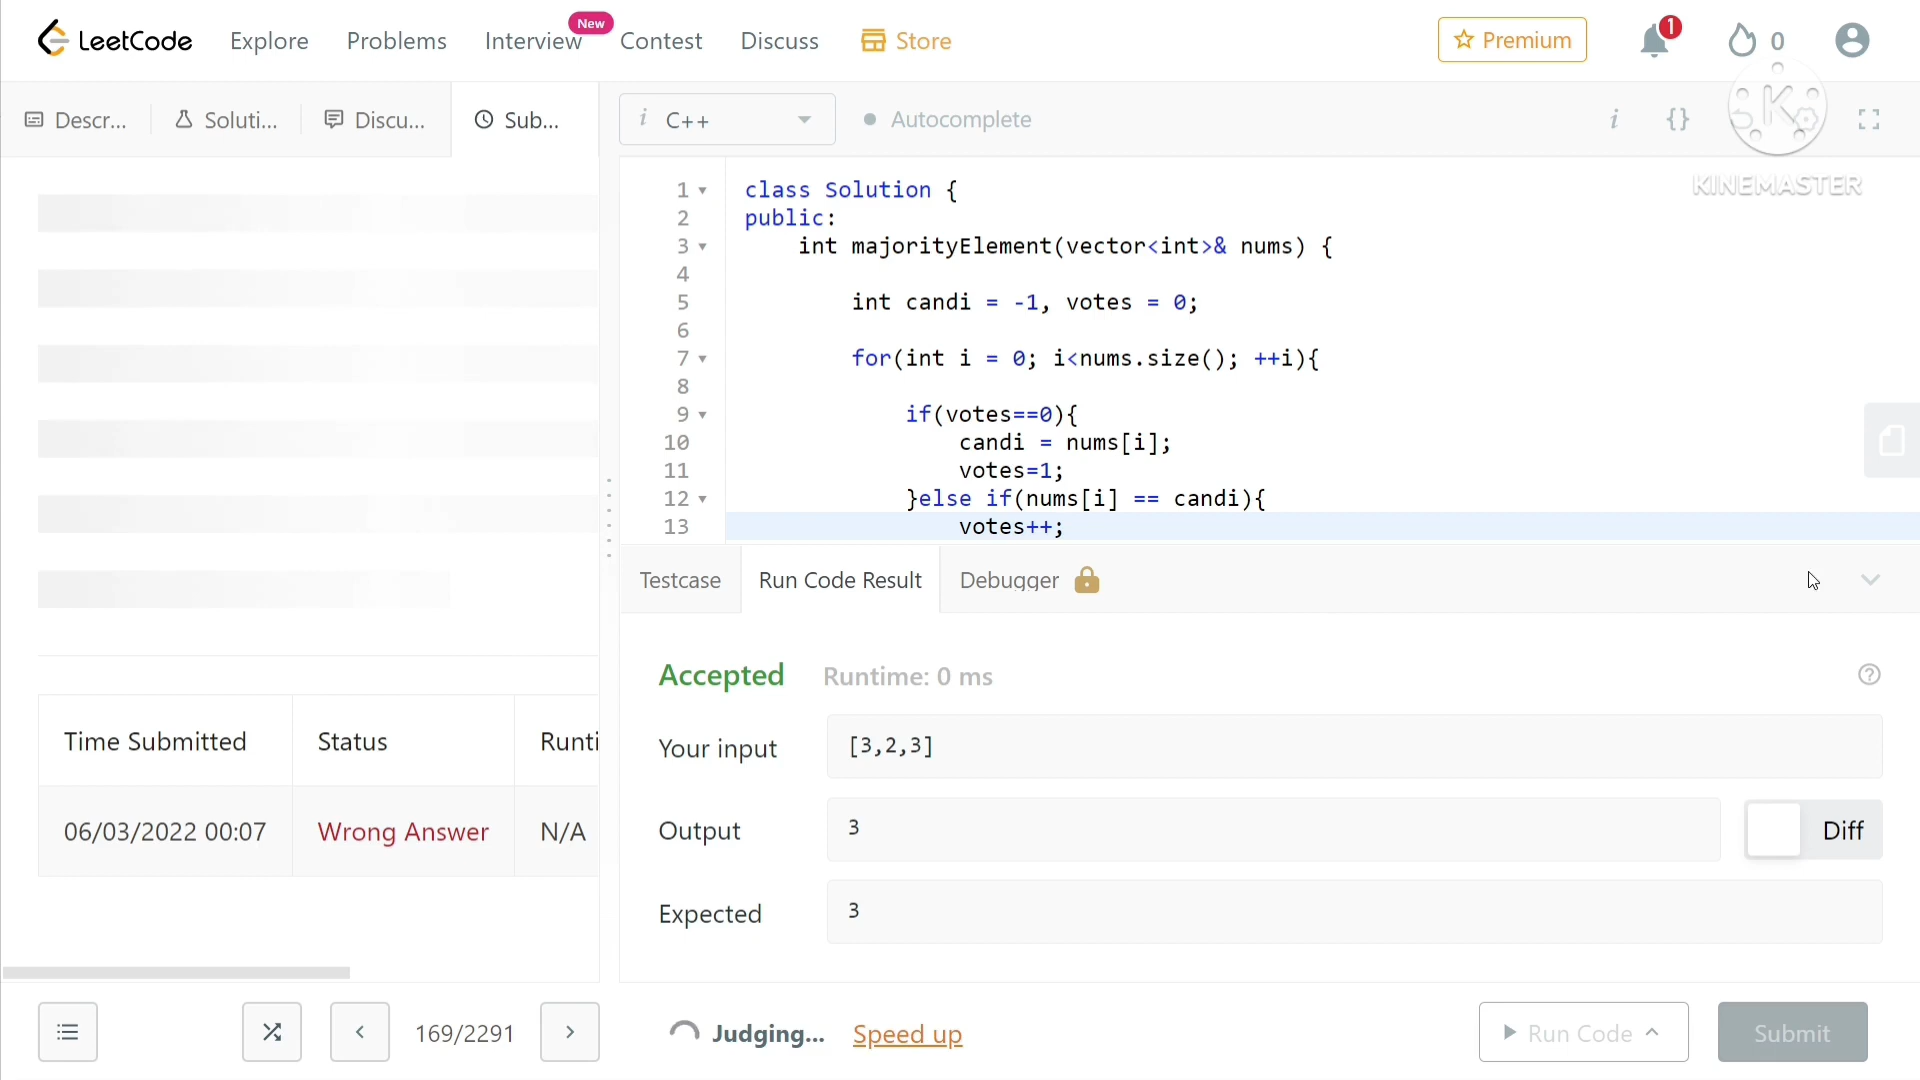 LeetCode
Explore
Problems
Interview
New
Contest
Discuss
Store
Premium
1
0
Descr...
Soluti...
Discu...
Sub...
i C++
Autocomplete
i
{}
K
KINEMASTER
1 class Solution {
2 public:
3 int majorityElement(vector<int>& nums) {
4
5 int candi = -1, votes = 0;
6
7 for(int i = 0; i<nums.size(); ++i){
8
9 if(votes==0){
10 candi = nums[i];
11 votes=1;
12 }else if(nums[i] == candi){
13 votes++;
Testcase
Run Code Result
Debugger
Accepted Runtime: 0 ms
?
Your input [3,2,3]
Output 3
Diff
Expected 3
Time Submitted Status Runti
06/03/2022 00:07 Wrong Answer N/A
169/2291
Judging... Speed up
Run Code
Submit